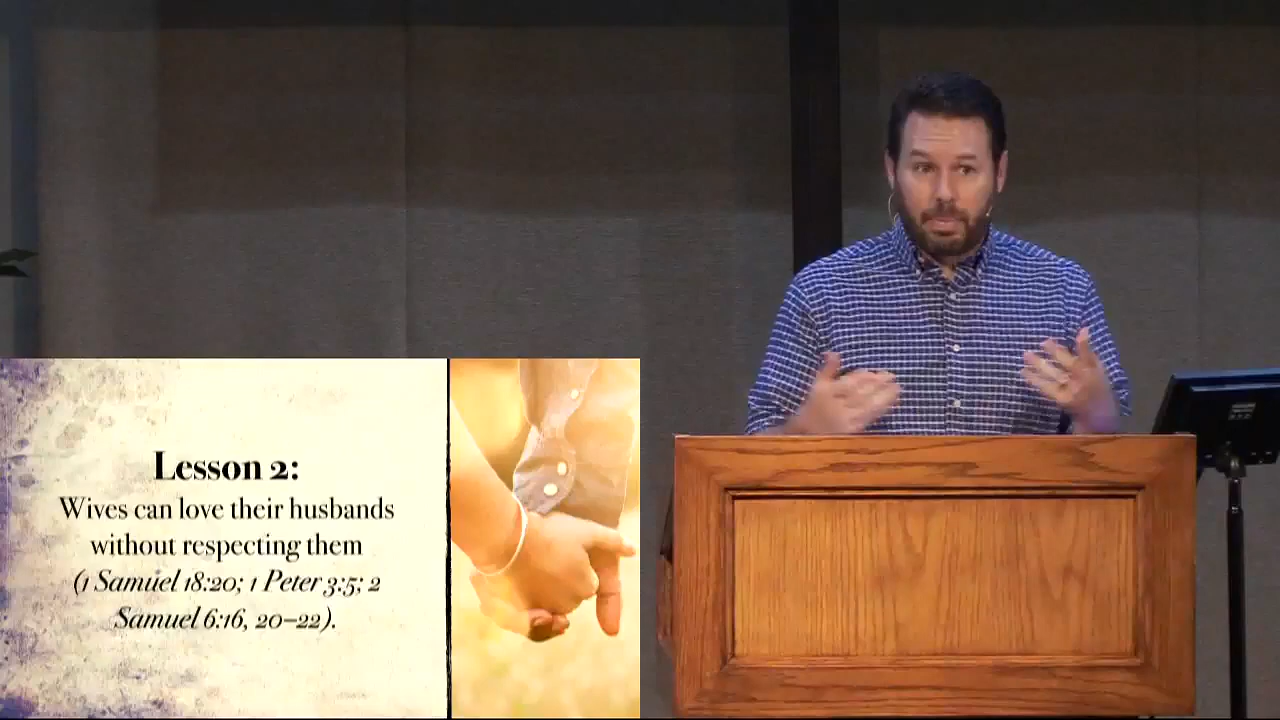 Lesson 2:
Wives can love their husbands
without respecting them
(1 Samuel 18:20; 1 Peter 3:5; 2
Samuel 6:16, 20–22).